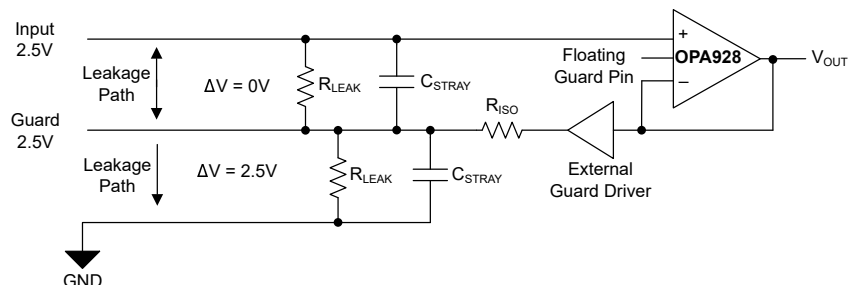 Input
2.5V
Leakage
Path
ΔV = 0V
RLEAK
CSTRAY
Floating
Guard Pin
+
OPA928
−
VOUT
Guard
2.5V
RISO
External
Guard Driver
Leakage
Path
ΔV = 2.5V
RLEAK
CSTRAY
GND